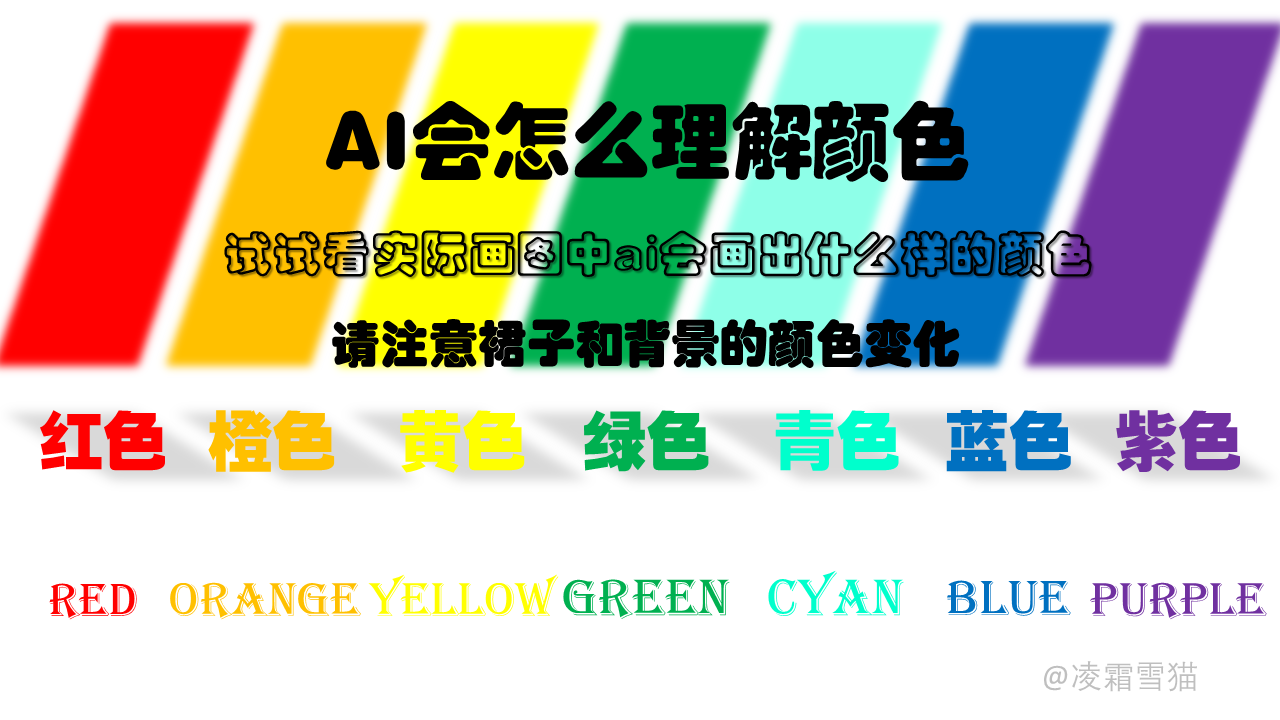 AI会怎么理解颜色
试试看实际画图中ai会画出什么样的颜色
请注意裙子和背景的颜色变化
红色 橙色 黄色 绿色 青色 蓝色 紫色
RED ORANGE YELLOW GREEN CYAN BLUE PURPLE
@凌霜雪猫